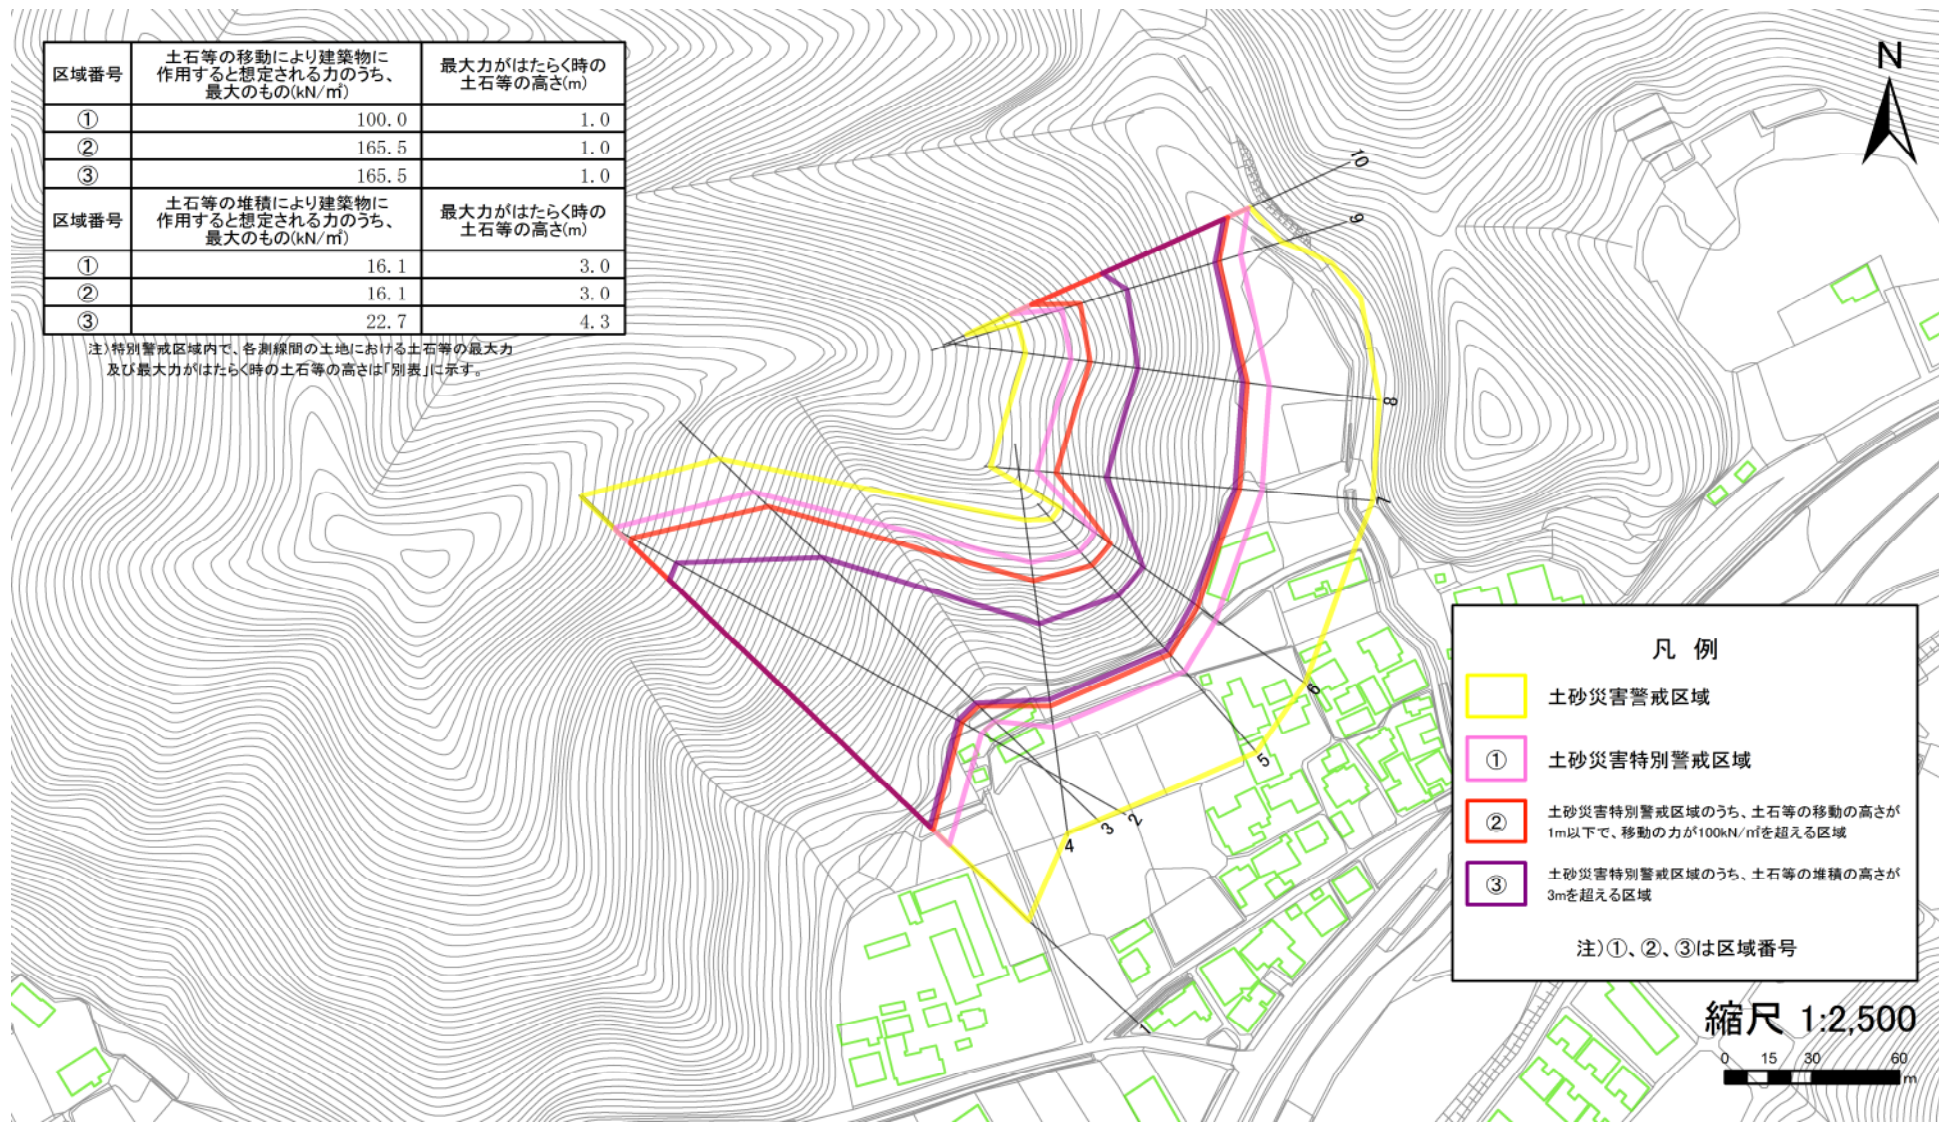 区域番号
土石等の移動により建築物に
作用すると想定される力のうち、
最大のもの(kN/㎡)
最大力がはたらく時の
土石等の高さ(m)
① 100.0 1.0
② 165.5 1.0
③ 165.5 1.0
区域番号
土石等の堆積により建築物に
作用すると想定される力のうち、
最大のもの(kN/㎡)
最大力がはたらく時の
土石等の高さ(m)
① 16.1 3.0
② 16.1 3.0
③ 22.7 4.3
注)特別警戒区域内で、各測線間の土地における土石等の最大力
及び最大力がはたらく時の土石等の高さは「別表」に示す。
N
10
9
8
7
6
5
4
3
2
1
凡 例
土砂災害警戒区域
① 土砂災害特別警戒区域
② 土砂災害特別警戒区域のうち、土石等の移動の高さが
1m以下で、移動の力が100kN/㎡を超える区域
③ 土砂災害特別警戒区域のうち、土石等の堆積の高さが
3mを超える区域
注)①、②、③は区域番号
縮尺 1:2,500
0 15 30 60
m